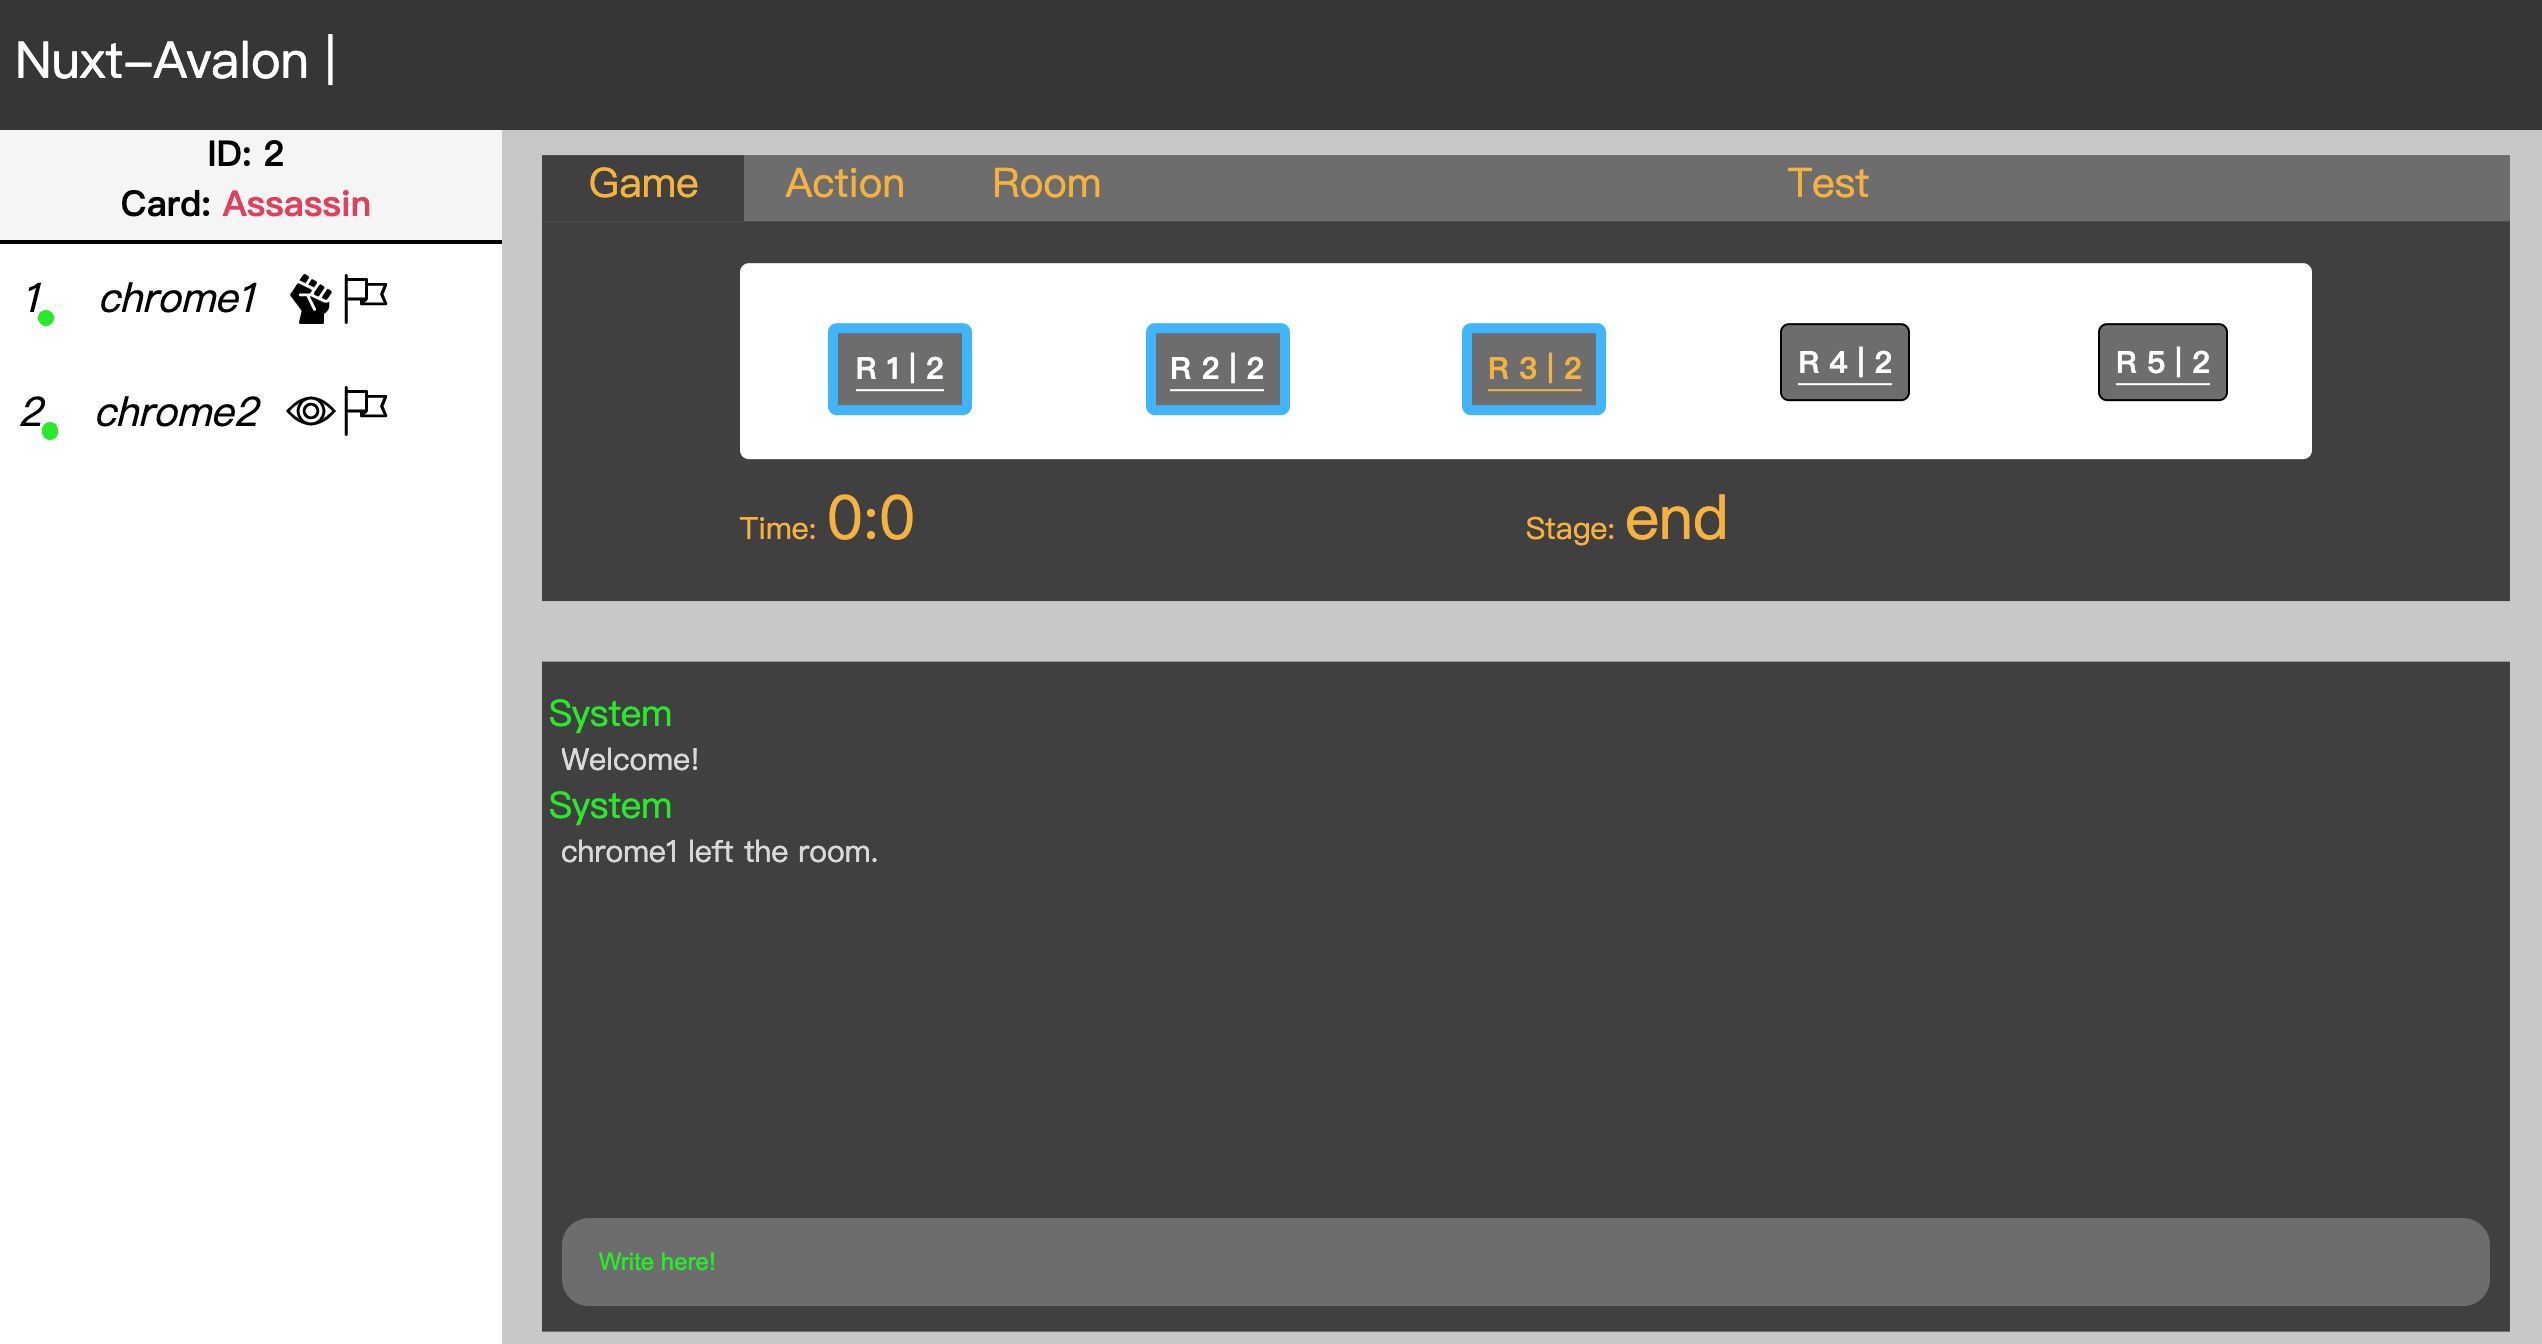 Nuxt-Avalon |
ID: 2
Card: Assassin
1 chrome1
2 chrome2
Game Action Room Test
R 1 | 2 R 2 | 2 R 3 | 2 R 4 | 2 R 5 | 2
Time: 0:0 Stage: end
System
Welcome!
System
chrome1 left the room.
Write here!